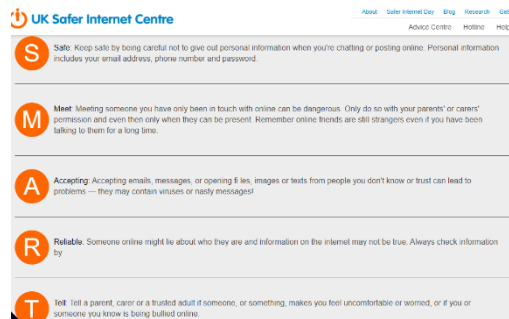 UK Safer Internet Centre
About Safer Internet Day Blog Research
Advice Centre Hotline
S
Safe: Keep safe by being careful not to give out personal information when you're chatting or posting online. Personal information
includes your email address, phone number and password.
M
Meet: Meeting someone you have only been in touch with online can be dangerous. Only do so with your parents' or carers'
permission and even then only when they can be present. Remember online friends are still strangers even if you have been
talking to them for a long time.
A
Accepting: Accepting emails, messages, or opening fi les, images or texts from people you don't know or trust can lead to
problems — they may contain viruses or nasty messages!
R
Reliable: Someone online might lie about who they are and information on the internet may not be true. Always check information
by
T
Tell: Tell a parent, carer or a trusted adult if someone, or something, makes you feel uncomfortable or worried, or if you or
someone you know is being bullied online.